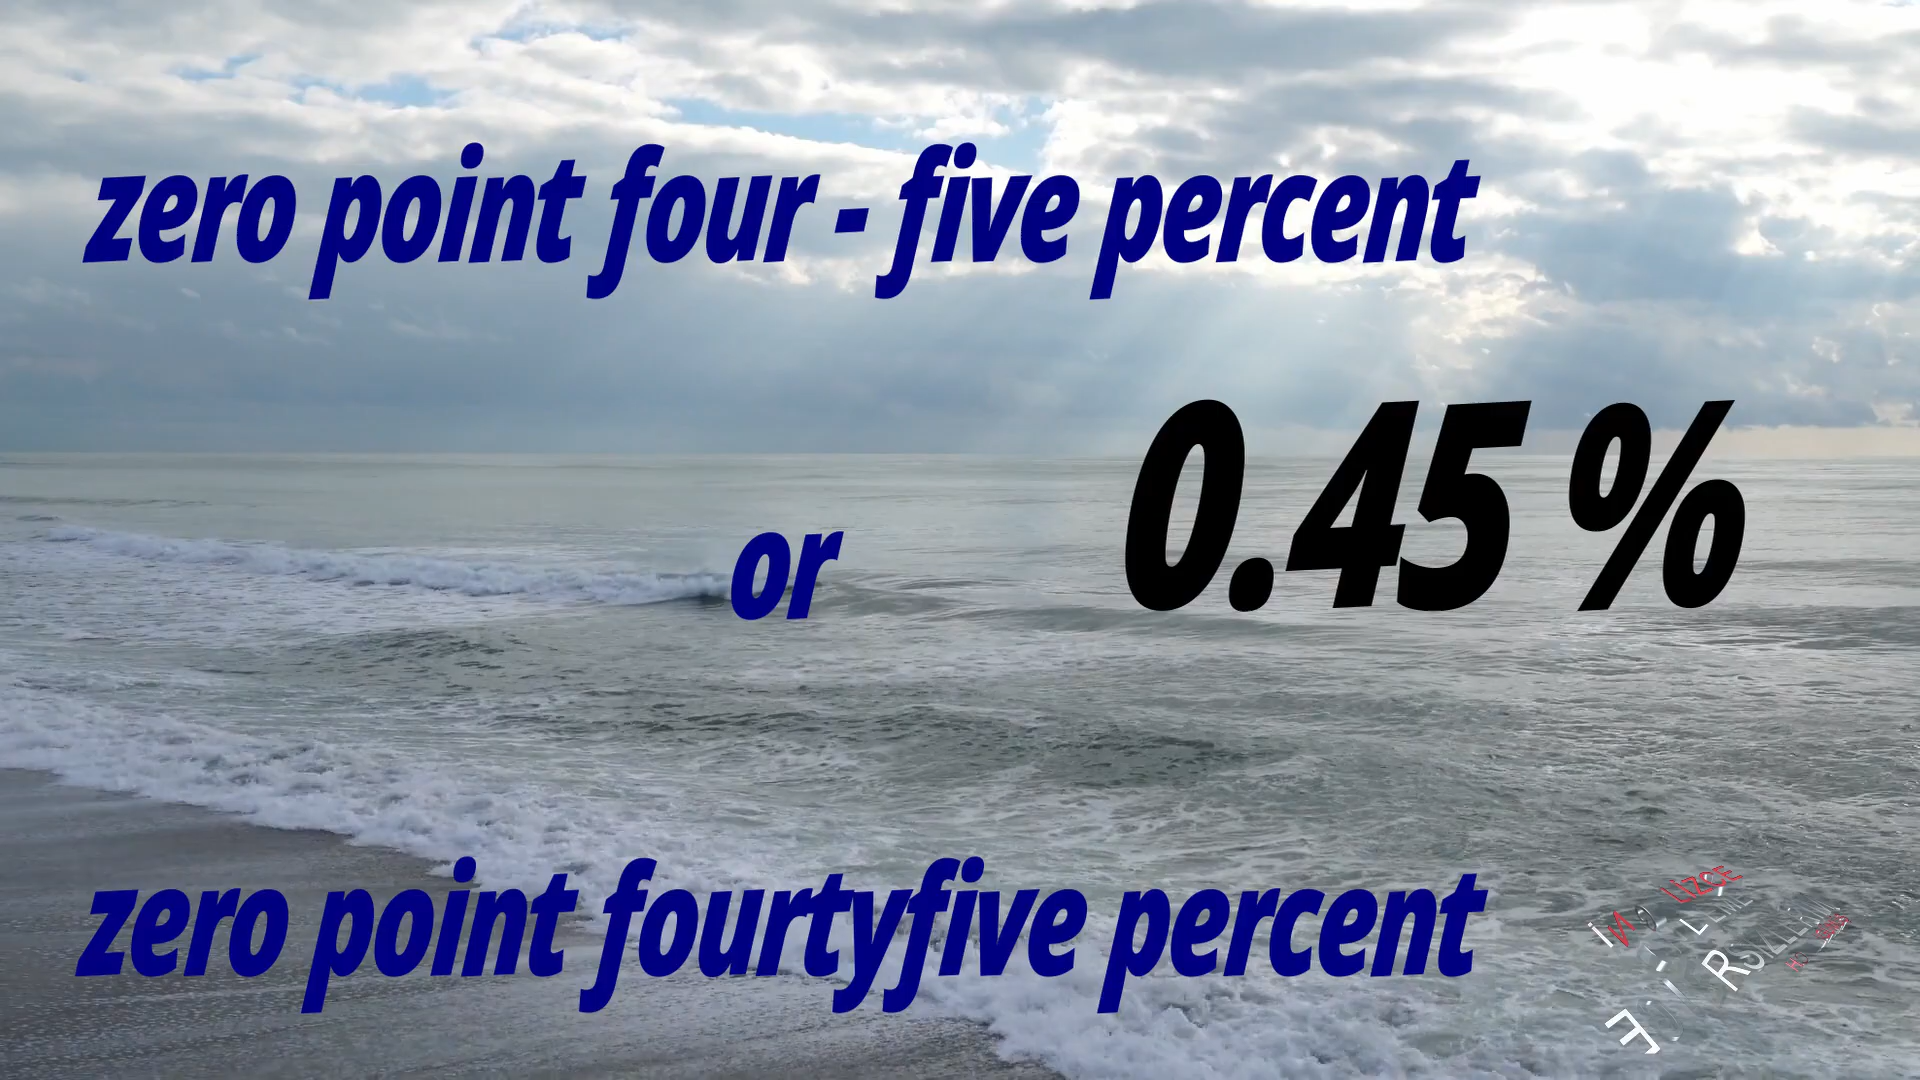 zero point four - five percent
0.45 %
or
zero point fourtyfive percent